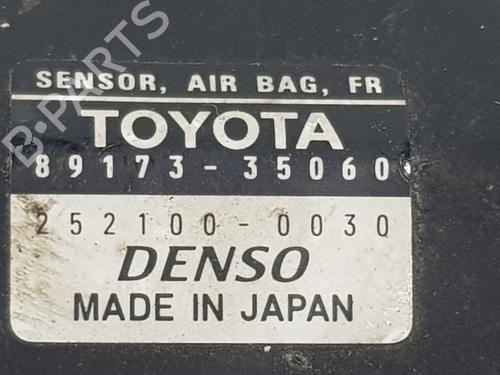 SENSOR, AIR BAG, FR
TOYOTA
89173-35060
252100-0030
DENSO
MADE IN JAPAN
B-PARTS